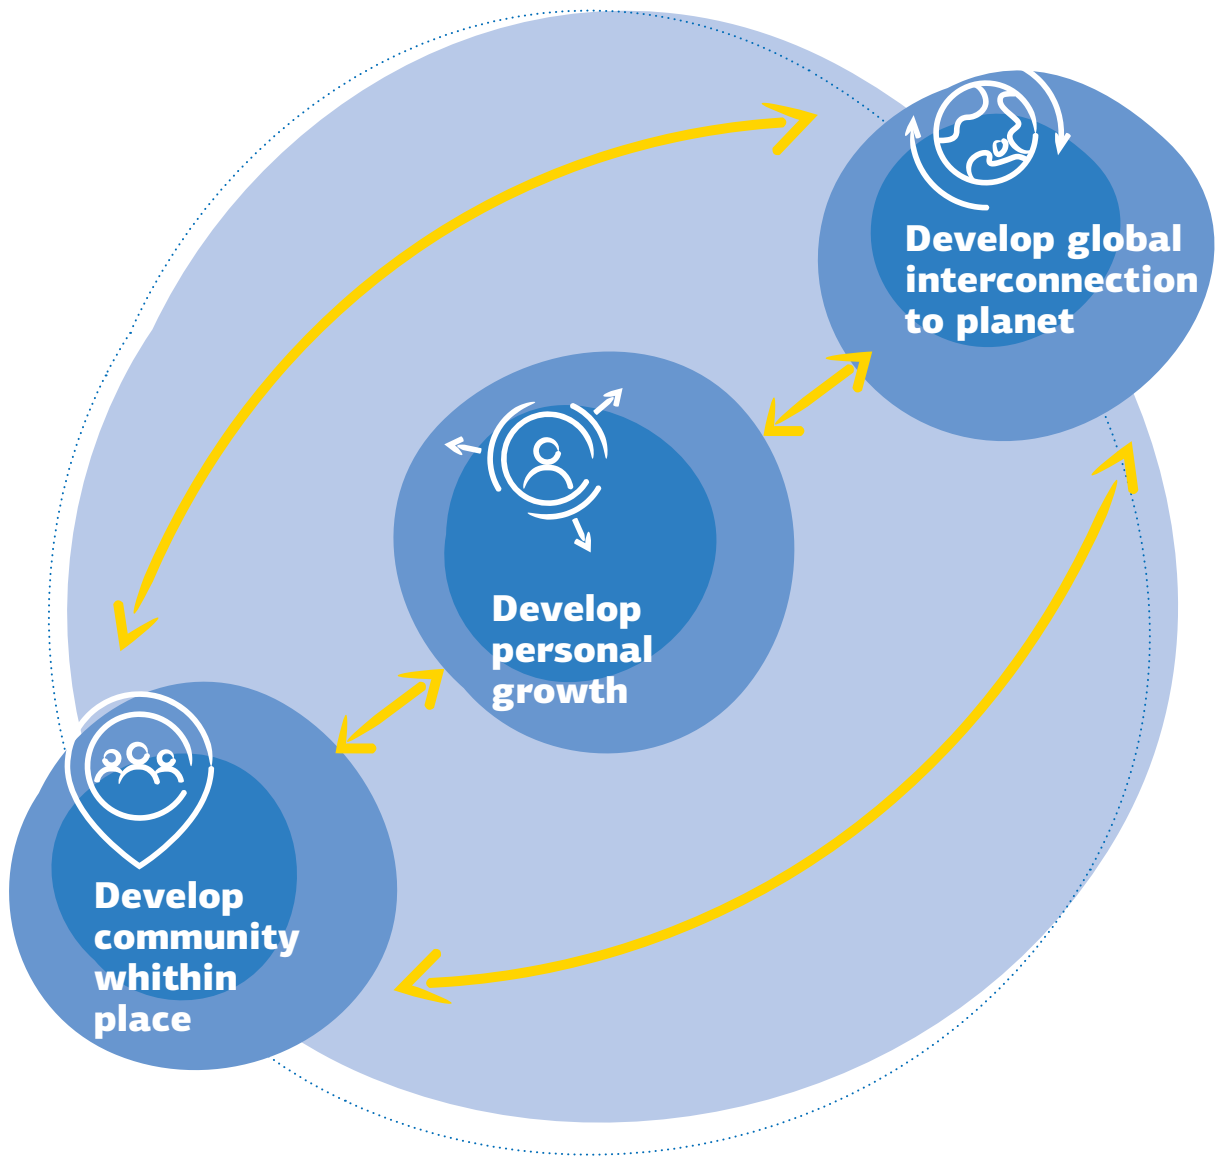 Develop global
interconnection
to planet
Develop
personal
growth
Develop
community
whithin
place